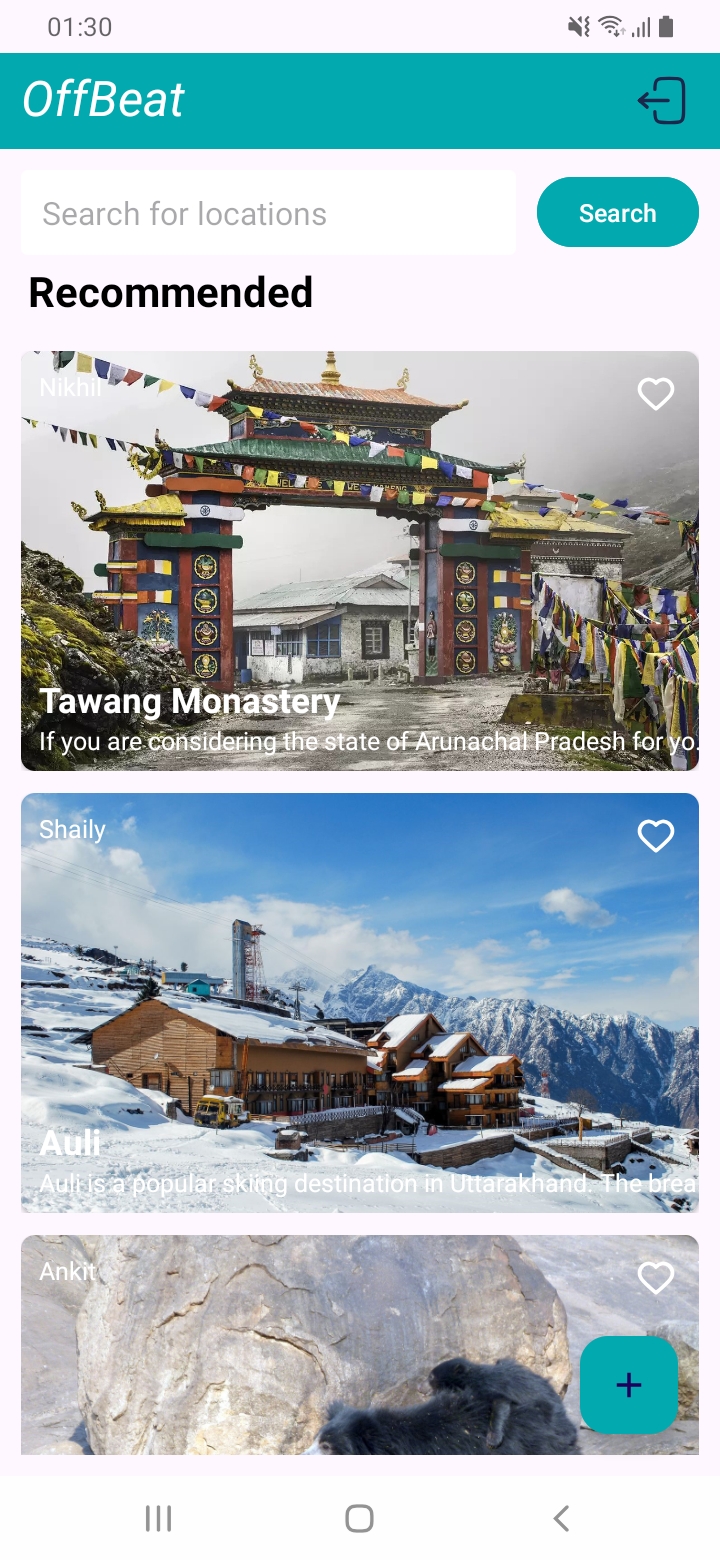 01:30
OffBeat
Search for locations
Search
Recommended
Nikhil
Tawang Monastery
If you are considering the state of Arunachal Pradesh for yo.
Shaily
Auli
Auli is a popular skiing destination in Uttarakhand. The brea
Ankit